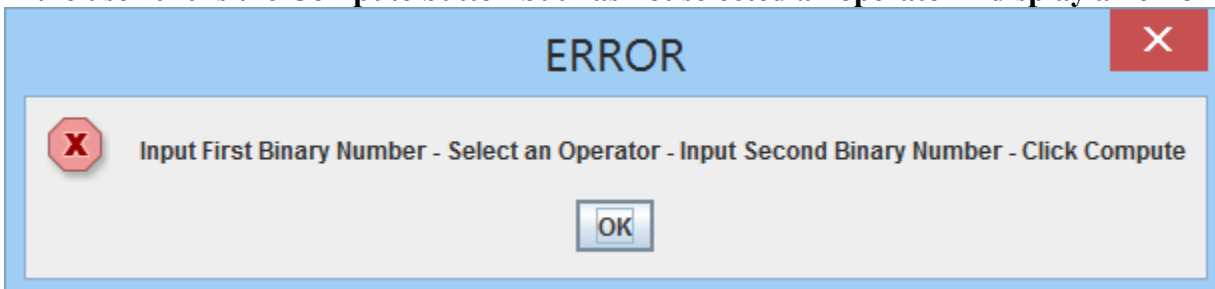 ERROR
X
Input First Binary Number - Select an Operator - Input Second Binary Number - Click Compute
OK